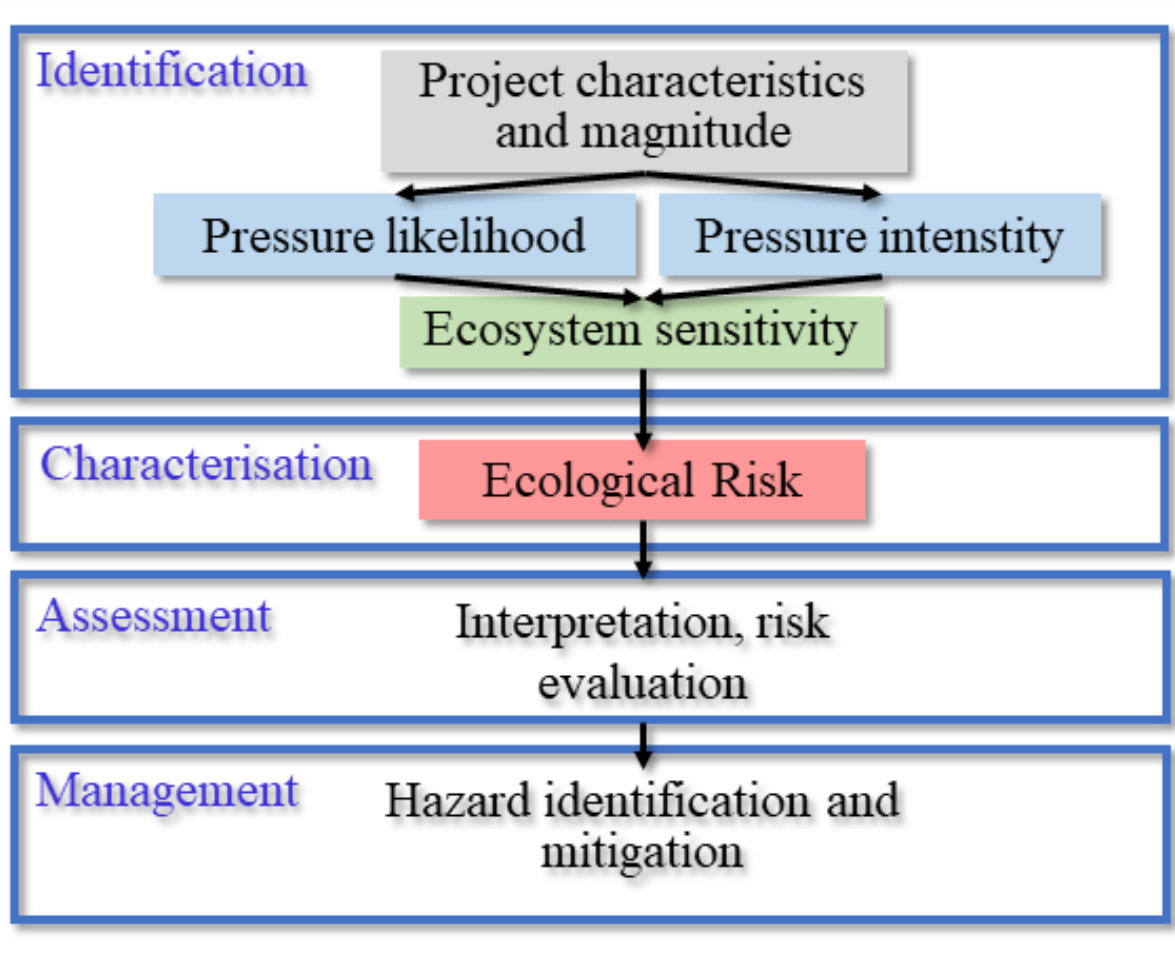 Identification
Project characteristics
and magnitude
Pressure likelihood
Pressure intenstity
Ecosystem sensitivity
Characterisation
Ecological Risk
Assessment
Interpretation, risk
evaluation
Management
Hazard identification and
mitigation